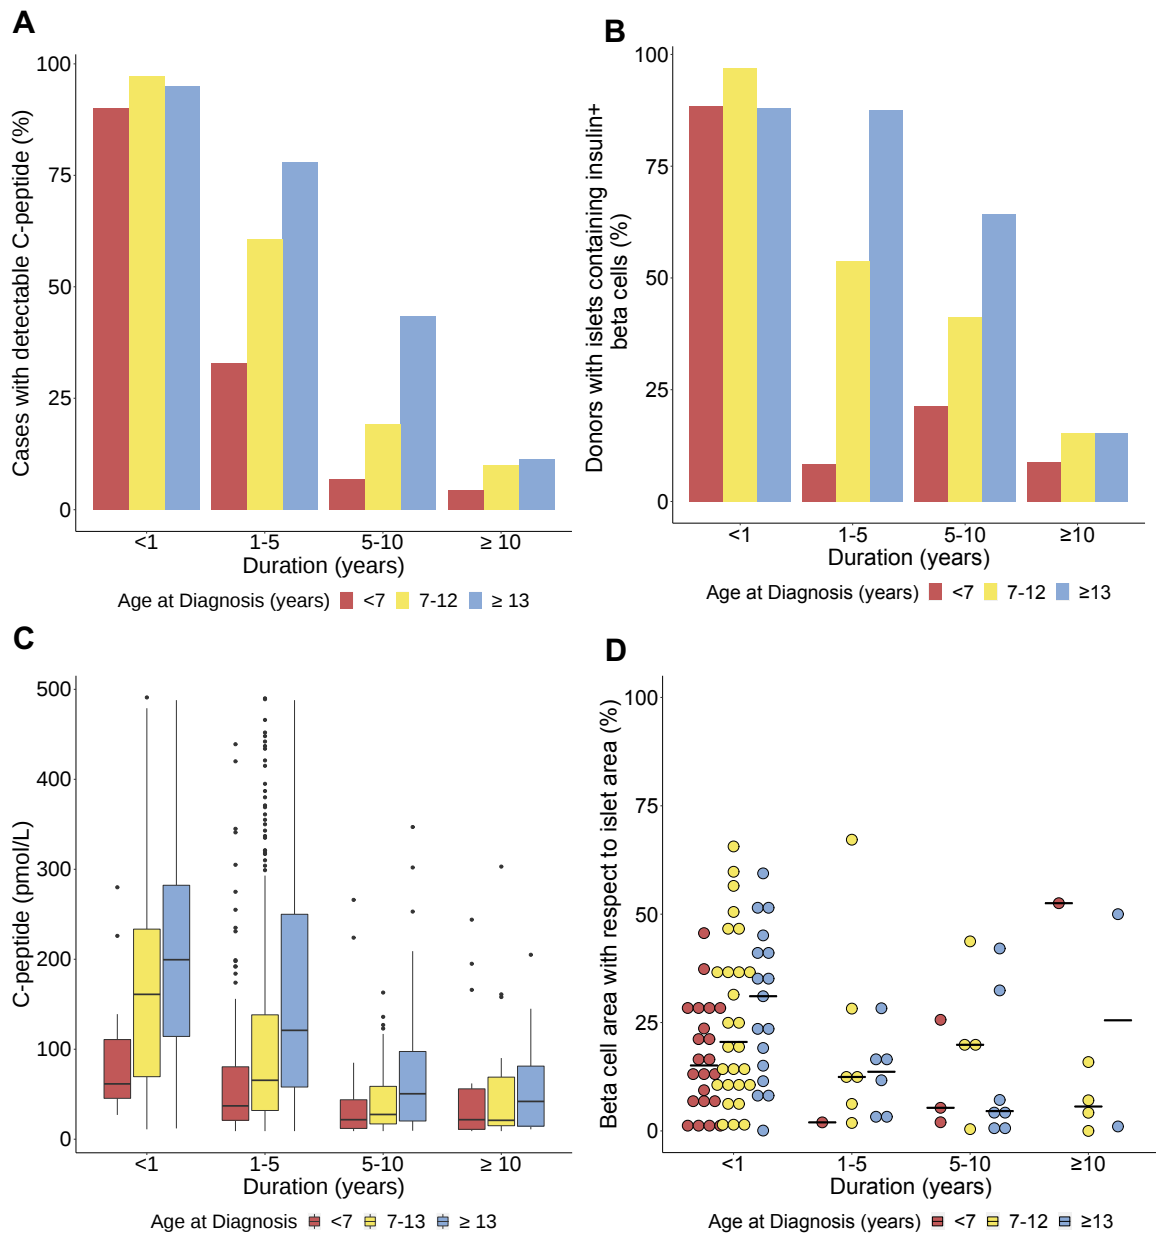 A
Cases with detectable C-peptide (%)
100
75
50
25
0
<1 1-5 5-10 ≥ 10
Duration (years)
Age at Diagnosis (years) <7 7-12 ≥ 13
B
Donors with islets containing insulin+
beta cells (%)
100
75
50
25
0
<1 1-5 5-10 ≥10
Duration (years)
Age at Diagnosis (years) <7 7-12 ≥13
C
C-peptide (pmol/L)
500
400
300
200
100
0
<1 1-5 5-10 ≥ 10
Duration (years)
Age at Diagnosis <7 7-13 ≥ 13
D
Beta cell area with respect to islet area (%)
100
75
50
25
0
<1 1-5 5-10 ≥10
Duration (years)
Age at Diagnosis (years) <7 7-12 ≥13